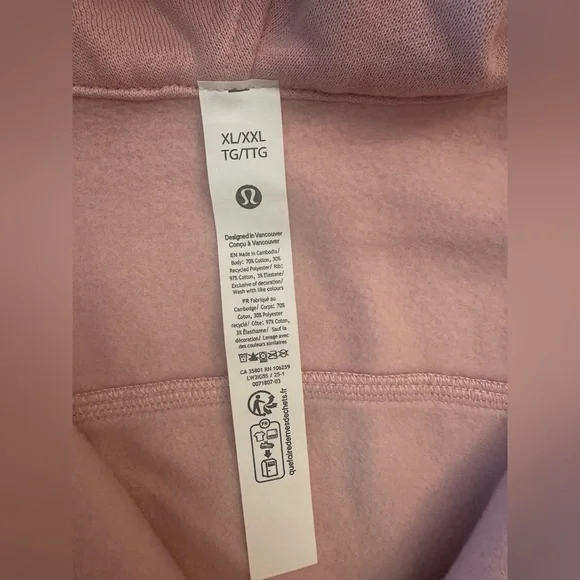 XL/XXL
TG/TTG
Designed in Vancouver
Conçu à Vancouver
EN Made in Cambodia/
Body: 70% Cotton, 30%
Recycled Polyester/ Rib:
97% Cotton, 3% Elastane/
Exclusive of decoration/
Wash with like colours
FR Fabriqué au
Cambodge/ Corps: 70%
Coton, 30% Polyester
recyclé/ Côte: 97% Coton,
3% Élasthanne/ Sauf la
décoration/ Lavage avec
des couleurs similaires
CA 35801 RN 106259
LW3IG5S / 25-1
0071807-03
FR
quefairedemesdechets.fr